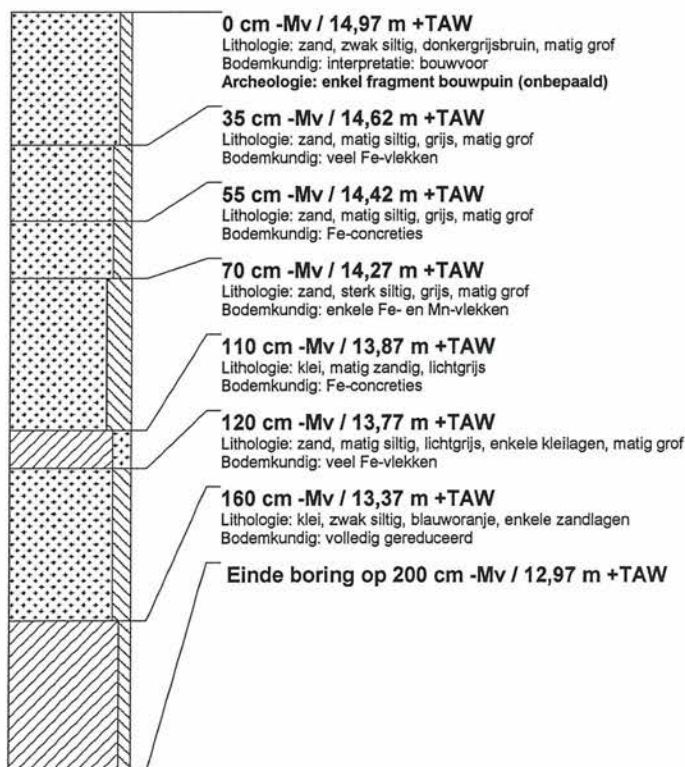 0 cm -Mv / 14,97 m +TAW
Lithologie: zand, zwak siltig, donkergrijsbruin, matig grof
Bodemkundig: interpretatie: bouwvoor
Archeologie: enkel fragment bouwpuin (onbepaald)
35 cm -Mv / 14,62 m +TAW
Lithologie: zand, matig siltig, grijs, matig grof
Bodemkundig: veel Fe-vlekken
55 cm -Mv / 14,42 m +TAW
Lithologie: zand, matig siltig, grijs, matig grof
Bodemkundig: Fe-concreties
70 cm -Mv / 14,27 m +TAW
Lithologie: zand, sterk siltig, grijs, matig grof
Bodemkundig: enkele Fe- en Mn-vlekken
110 cm -Mv / 13,87 m +TAW
Lithologie: klei, matig zandig, lichtgrijs
Bodemkundig: Fe-concreties
120 cm -Mv / 13,77 m +TAW
Lithologie: zand, matig siltig, lichtgrijs, enkele kleilagen, matig grof
Bodemkundig: veel Fe-vlekken
160 cm -Mv / 13,37 m +TAW
Lithologie: klei, zwak siltig, blauworanje, enkele zandlagen
Bodemkundig: volledig gereduceerd
Einde boring op 200 cm -Mv / 12,97 m +TAW